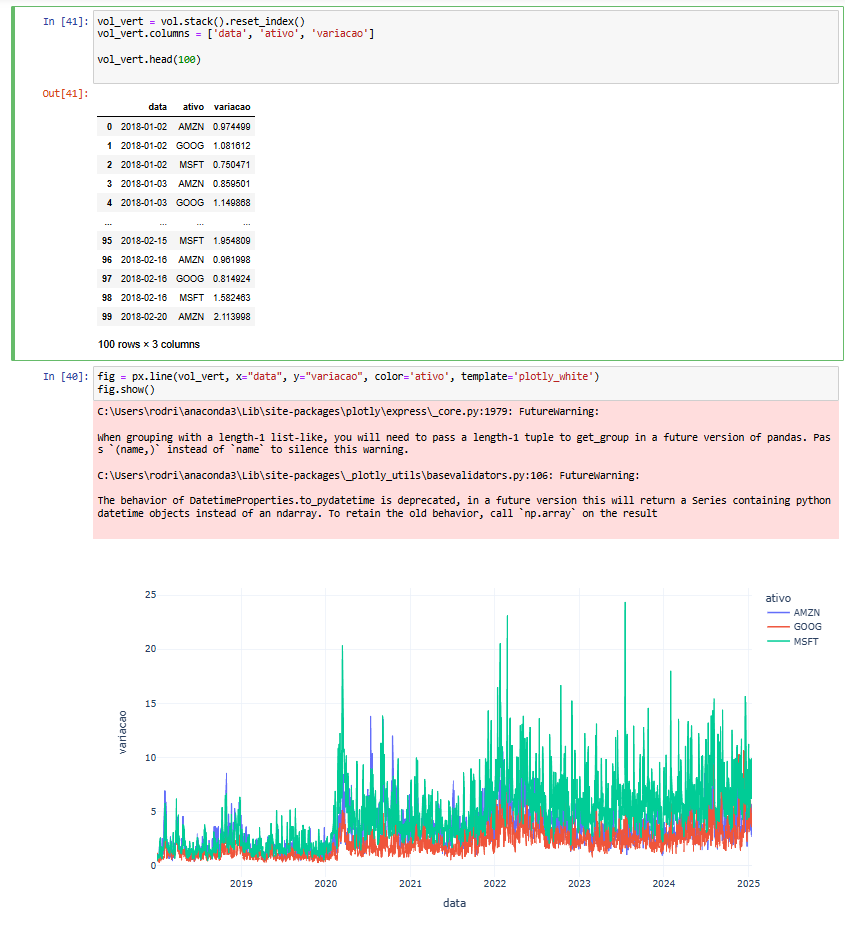 In [41]: vol_vert = vol.stack().reset_index()
vol_vert.columns = ['data', 'ativo', 'variacao']
vol_vert.head(100)
Out[41]:
data ativo variacao
0 2018-01-02 AMZN 0.974499
1 2018-01-02 GOOG 1.081612
2 2018-01-02 MSFT 0.750471
3 2018-01-03 AMZN 0.859501
4 2018-01-03 GOOG 1.149868
... ... ... ...
95 2018-02-15 MSFT 1.954809
96 2018-02-16 AMZN 0.961998
97 2018-02-16 GOOG 0.814924
98 2018-02-16 MSFT 1.582463
99 2018-02-20 AMZN 2.113998
100 rows × 3 columns
In [40]: fig = px.line(vol_vert, x="data", y="variacao", color='ativo', template='plotly_white')
fig.show()
C:\Users\rodri\anaconda3\Lib\site-packages\plotly\express\_core.py:1979: FutureWarning:
When grouping with a length-1 list-like, you will need to pass a length-1 tuple to get_group in a future version of pandas. Pas
s `(name,)` instead of `name` to silence this warning.
C:\Users\rodri\anaconda3\Lib\site-packages\_plotly_utils\basevalidators.py:106: FutureWarning:
The behavior of DatetimeProperties.to_pydatetime is deprecated, in a future version this will return a Series containing python
datetime objects instead of an ndarray. To retain the old behavior, call `np.array` on the result
25
20
15
10
5
0
variacao
2019 2020 2021 2022 2023 2024 2025
data
ativo
AMZN
GOOG
MSFT